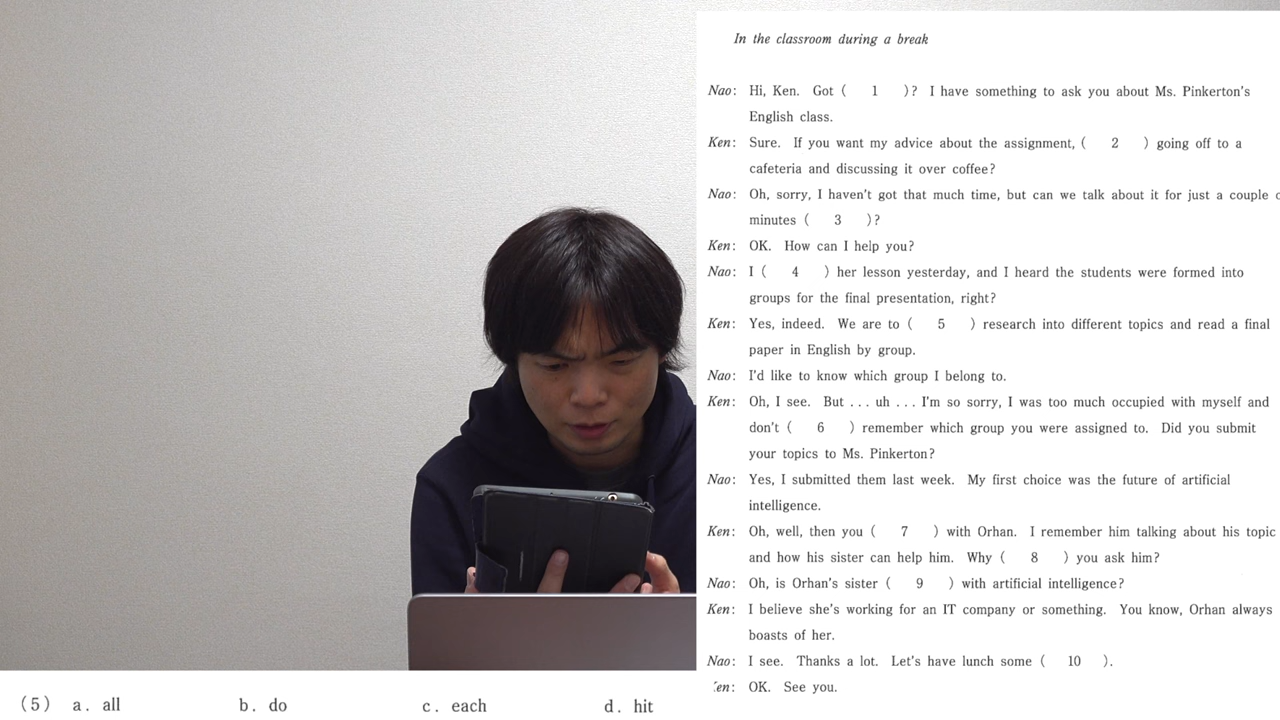 In the classroom during a break
Nao: Hi, Ken. Got ( 1 )? I have something to ask you about Ms. Pinkerton's
English class.
Ken: Sure. If you want my advice about the assignment, ( 2 ) going off to a
cafeteria and discussing it over coffee?
Nao: Oh, sorry, I haven't got that much time, but can we talk about it for just a couple
minutes ( 3 )?
Ken: OK. How can I help you?
Nao: I ( 4 ) her lesson yesterday, and I heard the students were formed into
groups for the final presentation, right?
Ken: Yes, indeed. We are to ( 5 ) research into different topics and read a final
paper in English by group.
Nao: I'd like to know which group I belong to.
Ken: Oh, I see. But ... uh ... I'm so sorry, I was too much occupied with myself and
don't ( 6 ) remember which group you were assigned to. Did you submit
your topics to Ms. Pinkerton?
Nao: Yes, I submitted them last week. My first choice was the future of artificial
intelligence.
Ken: Oh, well, then you ( 7 ) with Orhan. I remember him talking about his topic
and how his sister can help him. Why ( 8 ) you ask him?
Nao: Oh, is Orhan's sister ( 9 ) with artificial intelligence?
Ken: I believe she's working for an IT company or something. You know, Orhan always
boasts of her.
Nao: I see. Thanks a lot. Let's have lunch some ( 10 ).
Ken: OK. See you.
(5) a. all b. do c. each d. hit